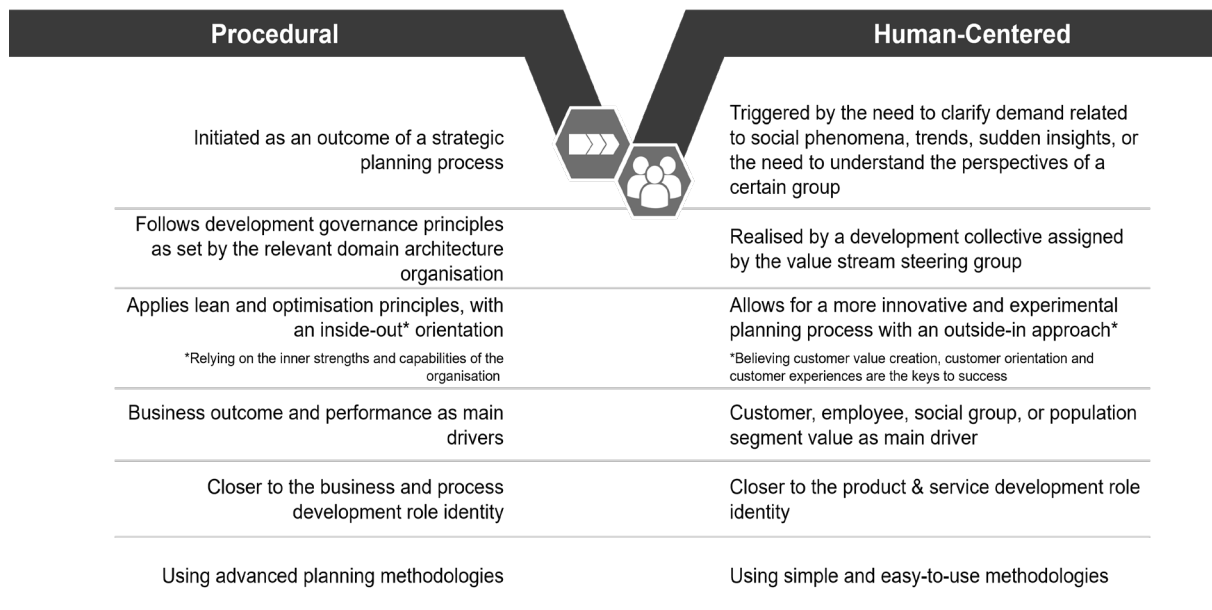 Procedural
Human-Centered
Initiated as an outcome of a strategic
planning process
Triggered by the need to clarify demand related
to social phenomena, trends, sudden insights, or
the need to understand the perspectives of a
certain group
Follows development governance principles
as set by the relevant domain architecture
organisation
Realised by a development collective assigned
by the value stream steering group
Applies lean and optimisation principles, with
an inside-out* orientation
*Relying on the inner strengths and capabilities of the
organisation
Allows for a more innovative and experimental
planning process with an outside-in approach*
*Believing customer value creation, customer orientation and
customer experiences are the keys to success
Business outcome and performance as main
drivers
Customer, employee, social group, or population
segment value as main driver
Closer to the business and process
development role identity
Closer to the product & service development role
identity
Using advanced planning methodologies
Using simple and easy-to-use methodologies